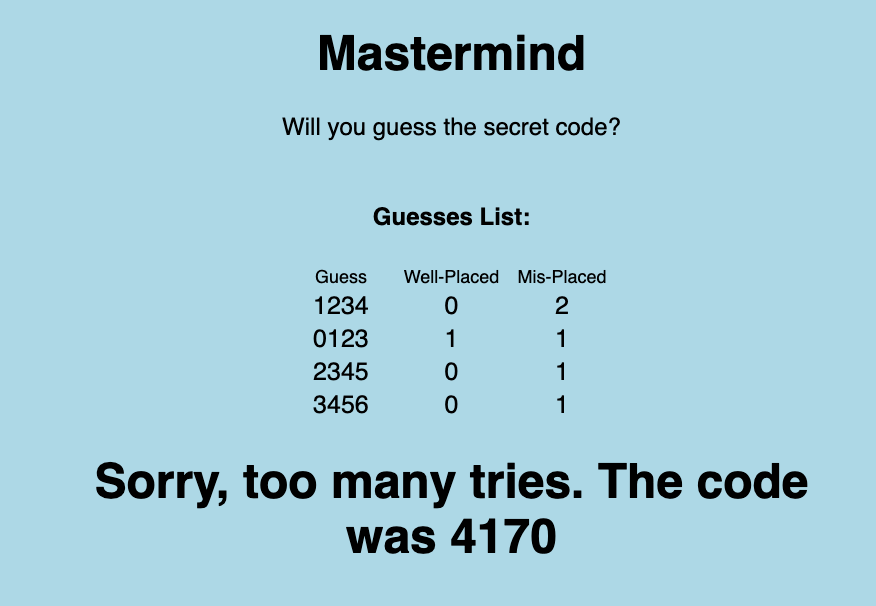 Mastermind
Will you guess the secret code?
Guesses List:
Guess Well-Placed Mis-Placed
1234 0 2
0123 1 1
2345 0 1
3456 0 1
Sorry, too many tries. The code
was 4170